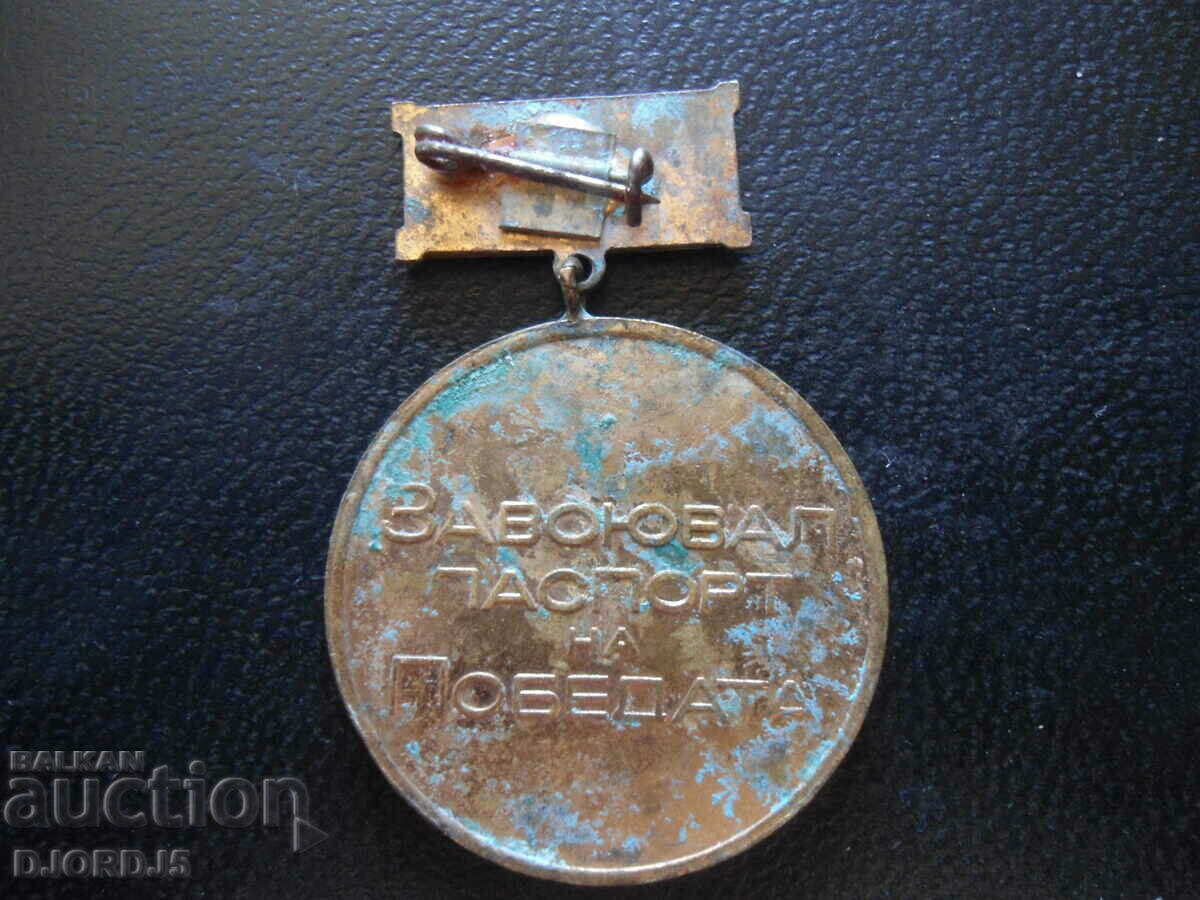 ЗАВОЮВАЛ
ПАСПОРТ
НА
ПОБЕДАТА
BALKAN
auction
DJORDJ5